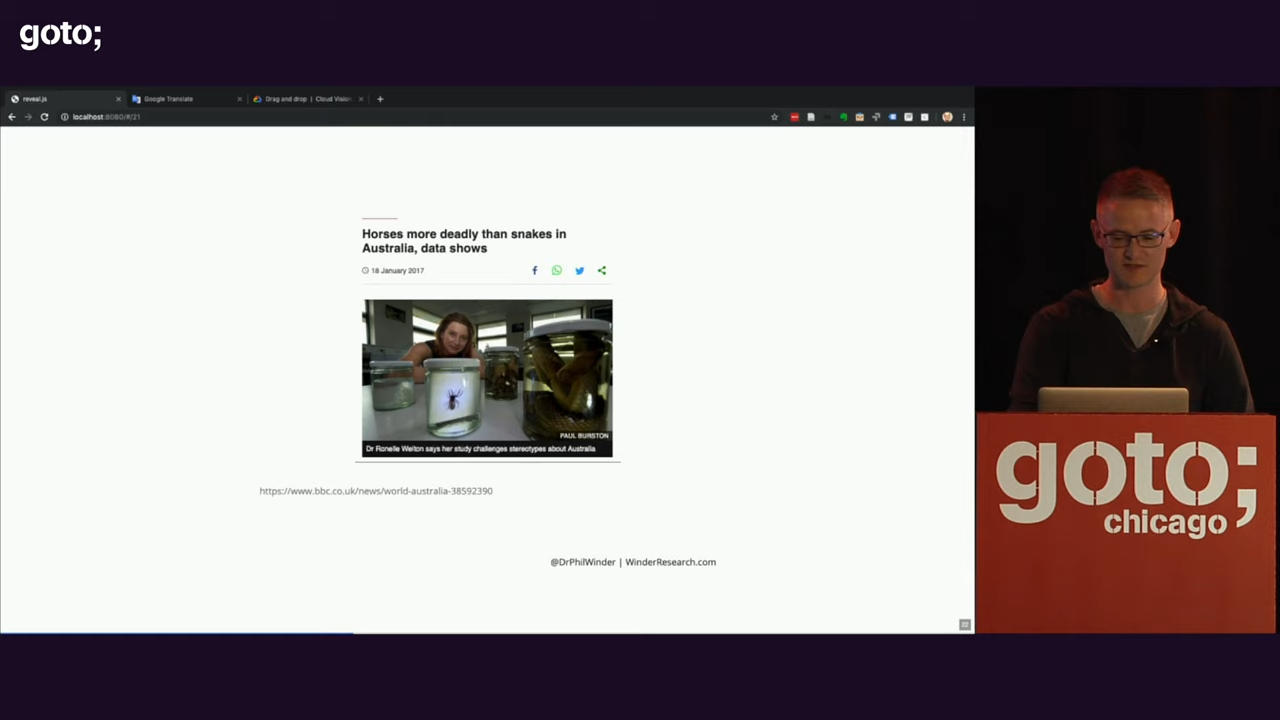 goto;
reveal.js
Google Translate
Drag and drop | Cloud Vision
localhost:8080/#/21
Horses more deadly than snakes in
Australia, data shows
18 January 2017
PAUL BURSTON
Dr Ronelle Welton says her study challenges stereotypes about Australia
https://www.bbc.co.uk/news/world-australia-38592390
@DrPhilWinder | WinderResearch.com
goto;
chicago